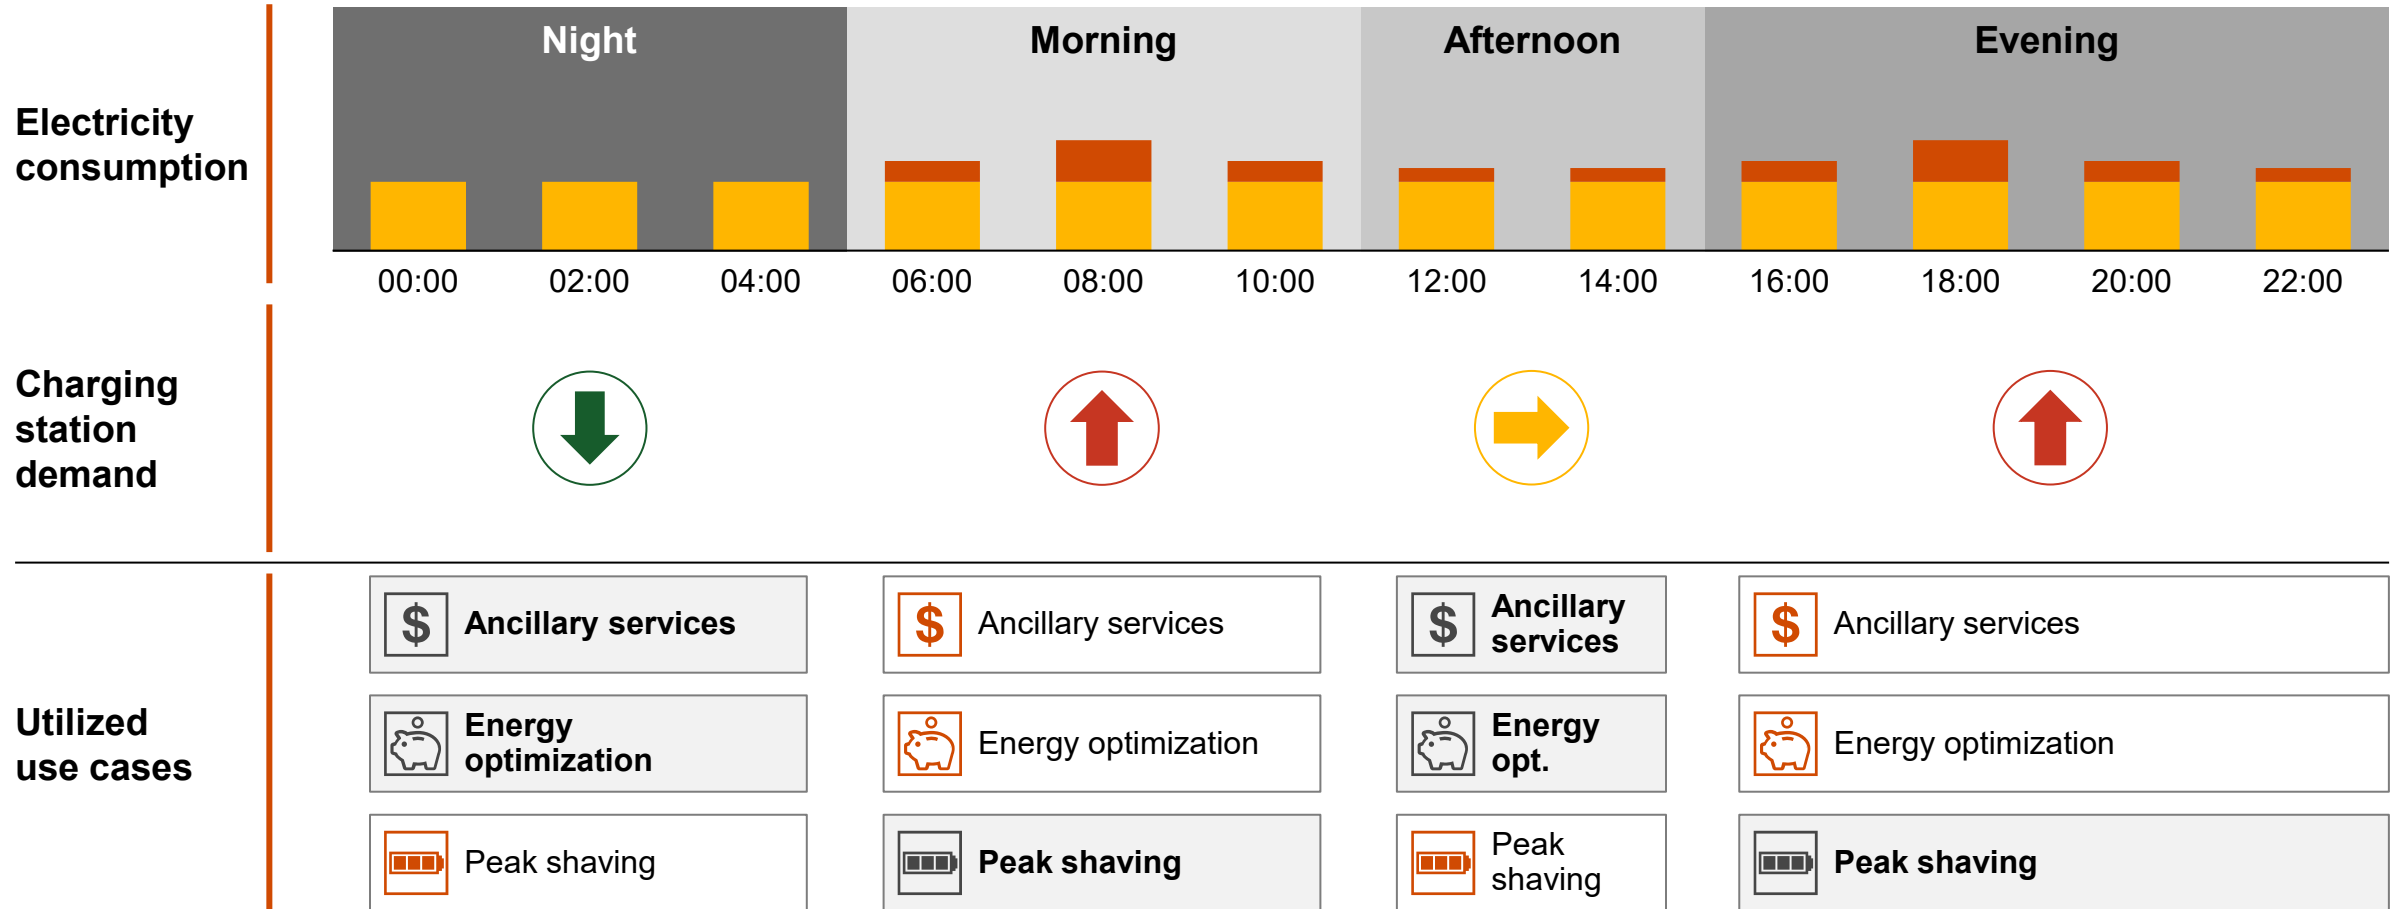 Night
Morning
Afternoon
Evening
Electricity
consumption
00:00
02:00
04:00
06:00
08:00
10:00
12:00
14:00
16:00
18:00
20:00
22:00
Charging
station
demand
Utilized
use cases
$ Ancillary services
$ Ancillary services
$ Ancillary
services
$ Ancillary services
Energy
optimization
Energy optimization
Energy
opt.
Energy optimization
Peak shaving
Peak shaving
Peak
shaving
Peak shaving